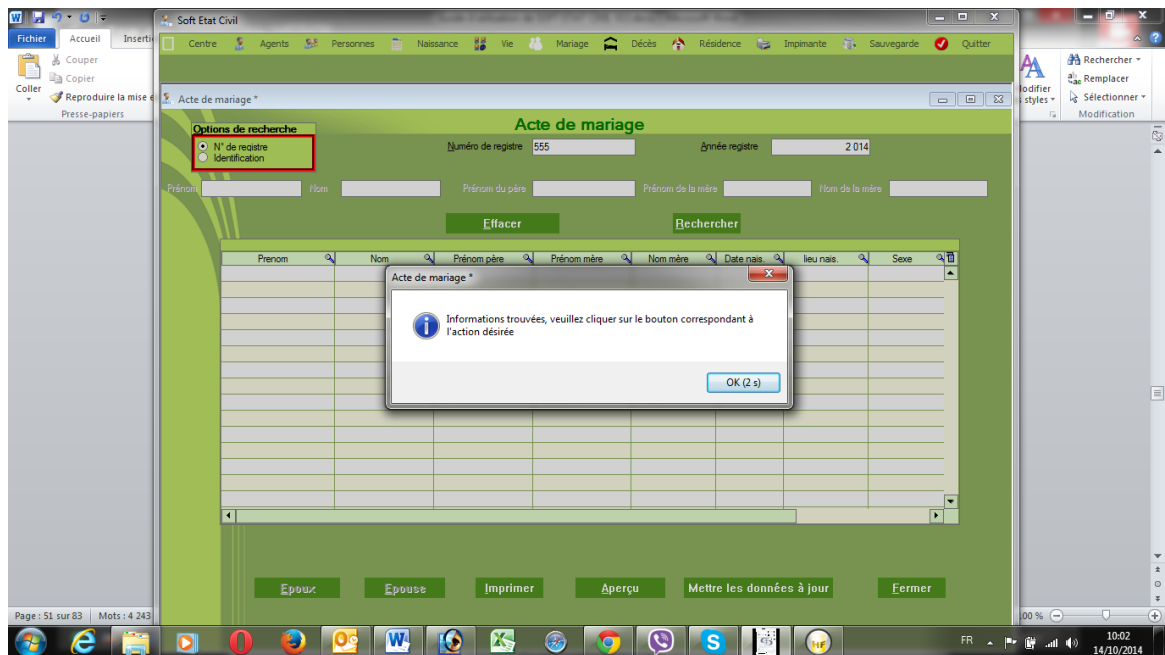 Soft Etat Civil
Fichier Accueil Inserti
Centre Agents Personnes Naissance Vie Mariage Décès Résidence Impimante Sauvegarde Quitter
Couper
Copier
Coller
Reproduire la mise e
Presse-papiers
Rechercher
Remplacer
Sélectionner
Modification
lodifier
styles
Acte de mariage *
Acte de mariage
Options de recherche
N° de registre
Identification
Numéro de registre 555
Année registre 2 014
Prénom Nom Prénom du père Prénom de la mère Nom de la mère
Effacer Rechercher
Prenom Nom Prénom père Prénom mère Nom mère Date nais. lieu nais. Sexe
Acte de mariage *
Informations trouvées, veuillez cliquer sur le bouton correspondant à
l'action désirée
OK (2 s)
Epoux Epouse Imprimer Aperçu Mettre les données à jour Fermer
Page : 51 sur 83 Mots : 4 243
00 %
FR
10:02
14/10/2014